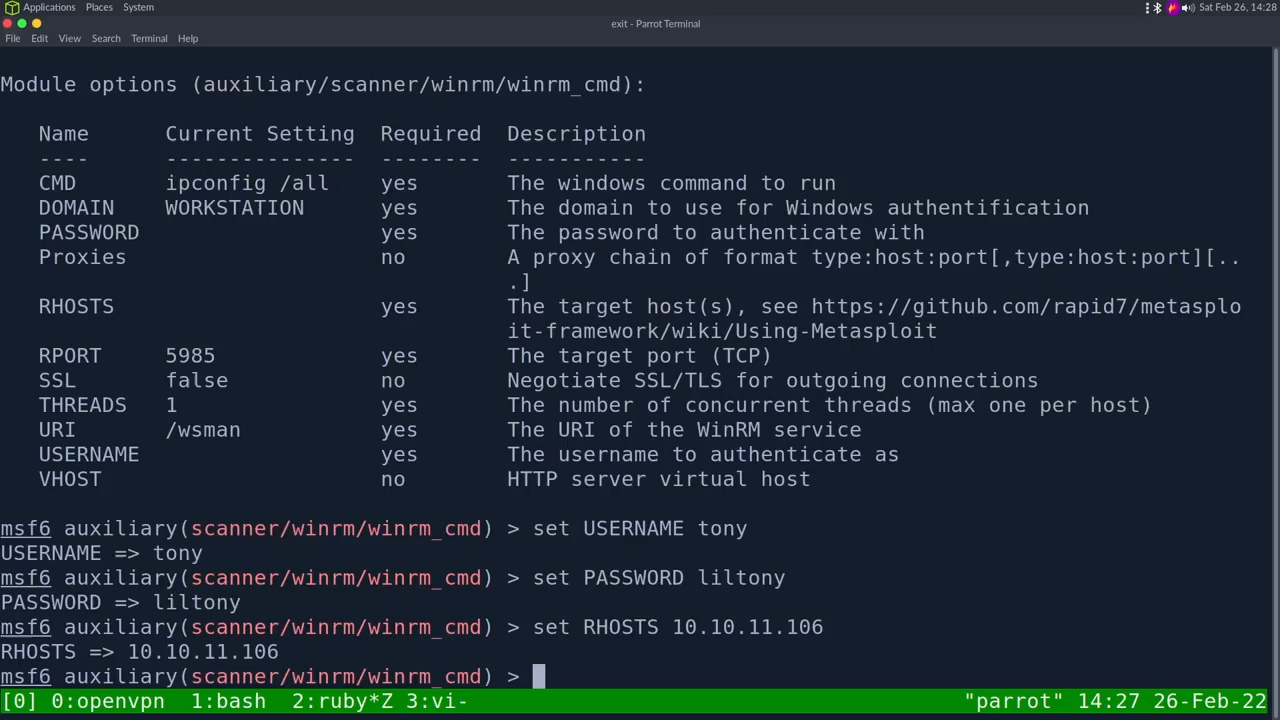 Applications Places System Sat Feb 26, 14:28
exit - Parrot Terminal
File Edit View Search Terminal Help
Module options (auxiliary/scanner/winrm/winrm_cmd):
Name Current Setting Required Description
---- --------------- -------- -----------
CMD ipconfig /all yes The windows command to run
DOMAIN WORKSTATION yes The domain to use for Windows authentification
PASSWORD yes The password to authenticate with
Proxies no A proxy chain of format type:host:port[,type:host:port][..
.]
RHOSTS yes The target host(s), see https://github.com/rapid7/metasplo
it-framework/wiki/Using-Metasploit
RPORT 5985 yes The target port (TCP)
SSL false no Negotiate SSL/TLS for outgoing connections
THREADS 1 yes The number of concurrent threads (max one per host)
URI /wsman yes The URI of the WinRM service
USERNAME yes The username to authenticate as
VHOST no HTTP server virtual host
msf6 auxiliary(scanner/winrm/winrm_cmd) > set USERNAME tony
USERNAME => tony
msf6 auxiliary(scanner/winrm/winrm_cmd) > set PASSWORD liltony
PASSWORD => liltony
msf6 auxiliary(scanner/winrm/winrm_cmd) > set RHOSTS 10.10.11.106
RHOSTS => 10.10.11.106
msf6 auxiliary(scanner/winrm/winrm_cmd) >
[0] 0:openvpn 1:bash 2:ruby*Z 3:vi- "parrot" 14:27 26-Feb-22